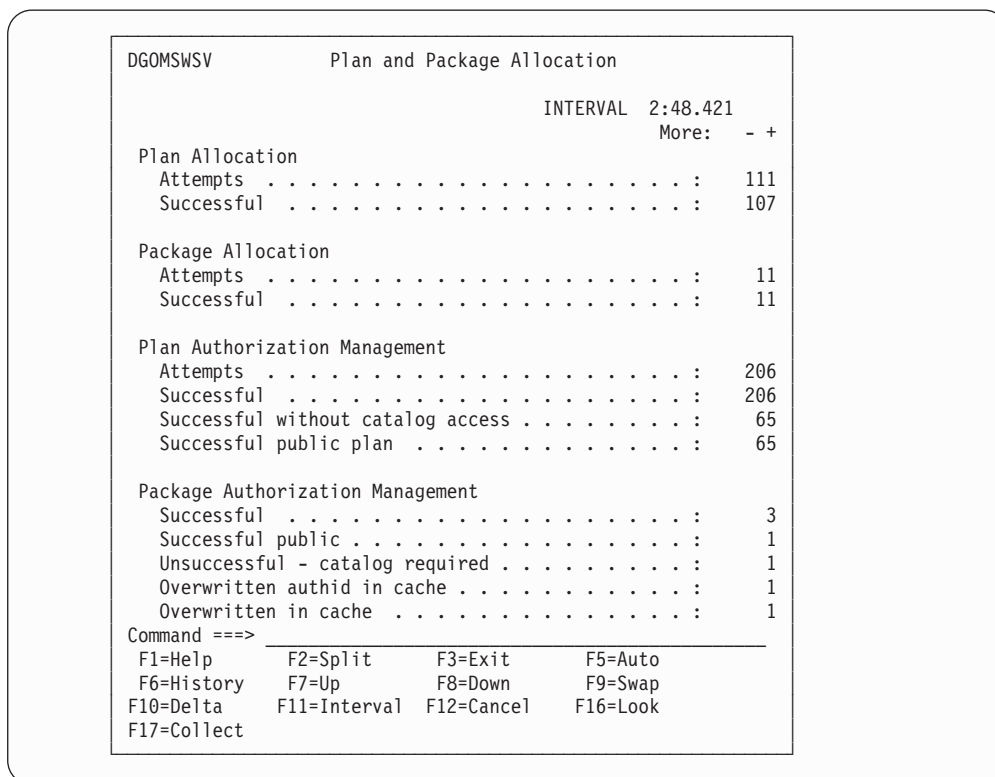 DGOMSWSV Plan and Package Allocation
INTERVAL 2:48.421
More: - +
Plan Allocation
Attempts . . . . . . . . . . . . . . . . . . . . : 111
Successful . . . . . . . . . . . . . . . . . . . : 107
Package Allocation
Attempts . . . . . . . . . . . . . . . . . . . . : 11
Successful . . . . . . . . . . . . . . . . . . . : 11
Plan Authorization Management
Attempts . . . . . . . . . . . . . . . . . . . . : 206
Successful . . . . . . . . . . . . . . . . . . . : 206
Successful without catalog access . . . . . . . . : 65
Successful public plan . . . . . . . . . . . . . : 65
Package Authorization Management
Successful . . . . . . . . . . . . . . . . . . . : 3
Successful public . . . . . . . . . . . . . . . . : 1
Unsuccessful - catalog required . . . . . . . . . : 1
Overwritten authid in cache . . . . . . . . . . . : 1
Overwritten in cache . . . . . . . . . . . . . . : 1
Command ===> 
F1=Help F2=Split F3=Exit F5=Auto
F6=History F7=Up F8=Down F9=Swap
F10=Delta F11=Interval F12=Cancel F16=Look
F17=Collect